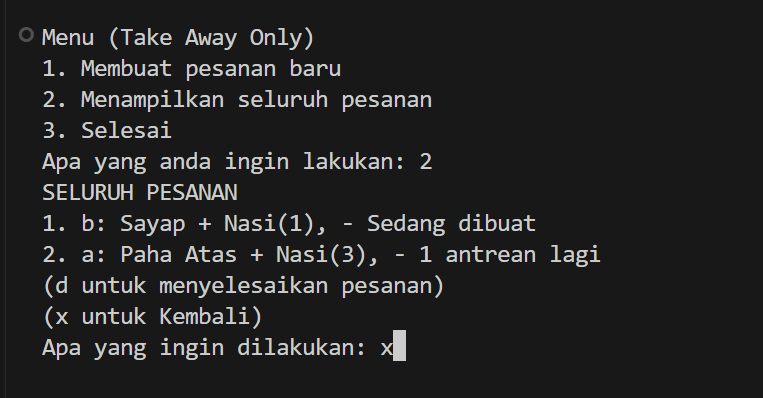 Menu (Take Away Only)
1. Membuat pesanan baru
2. Menampilkan seluruh pesanan
3. Selesai
Apa yang anda ingin lakukan: 2
SELURUH PESANAN
1. b: Sayap + Nasi(1), - Sedang dibuat
2. a: Paha Atas + Nasi(3), - 1 antrean lagi
(d untuk menyelesaikan pesanan)
(x untuk Kembali)
Apa yang ingin dilakukan: x